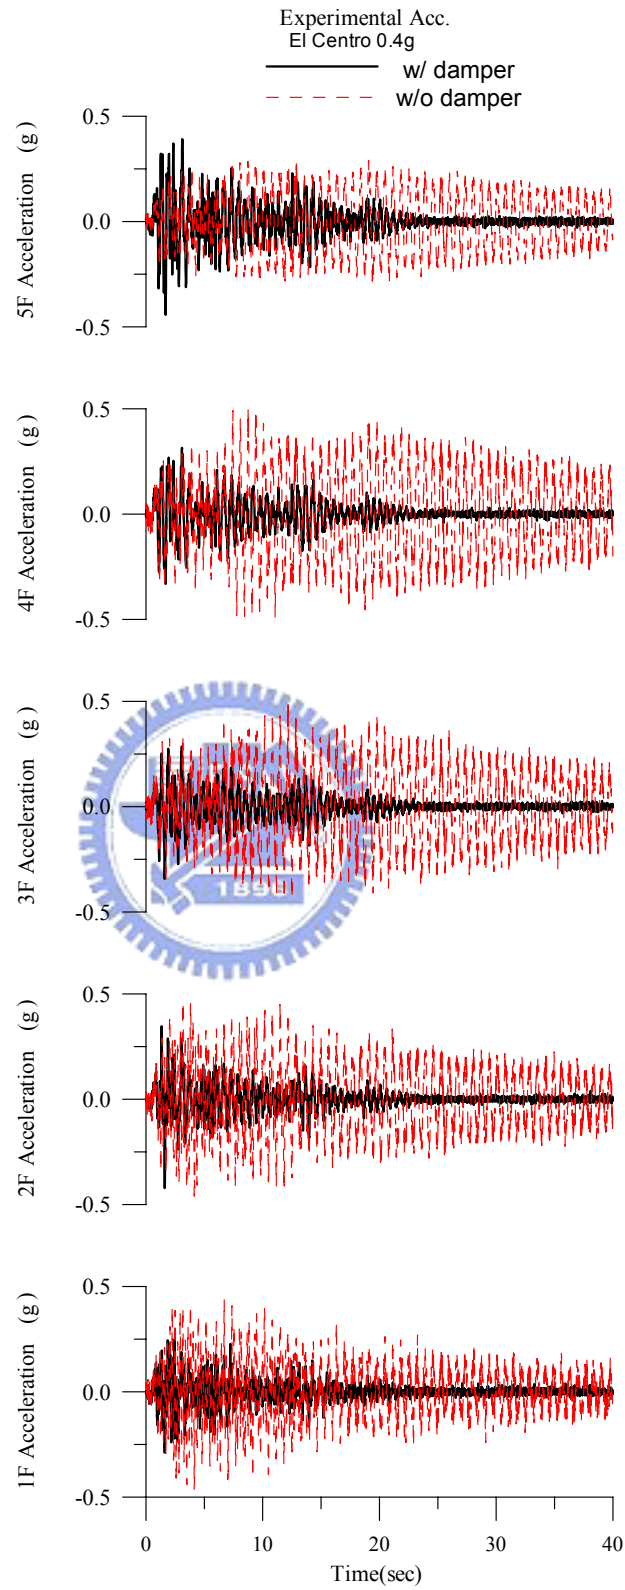 Experimental Acc.
El Centro 0.4g
w/ damper
w/o damper
5F Acceleration (g)
0.5
0.0
-0.5
4F Acceleration (g)
0.5
0.0
-0.5
3F Acceleration (g)
0.5
0.0
-0.5
1896
2F Acceleration (g)
0.5
0.0
-0.5
1F Acceleration (g)
0.5
0.0
-0.5
0 10 20 30 40
Time(sec)